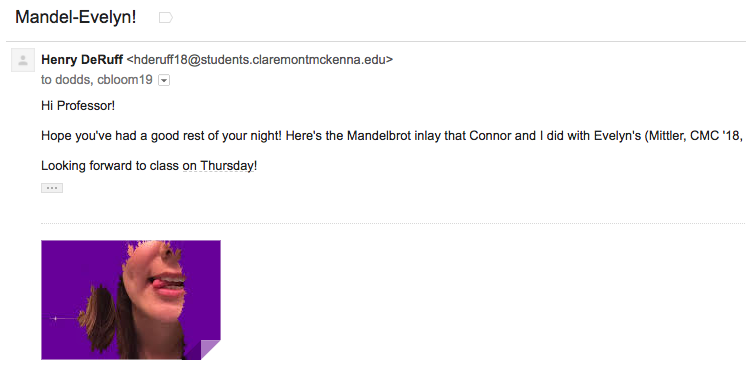 Mandel-Evelyn!
Henry DeRuff <hderuff18@students.claremontmckenna.edu>
to dodds, cbloom19
Hi Professor!
Hope you've had a good rest of your night! Here's the Mandelbrot inlay that Connor and I did with Evelyn's (Mittler, CMC '18,
Looking forward to class on Thursday!